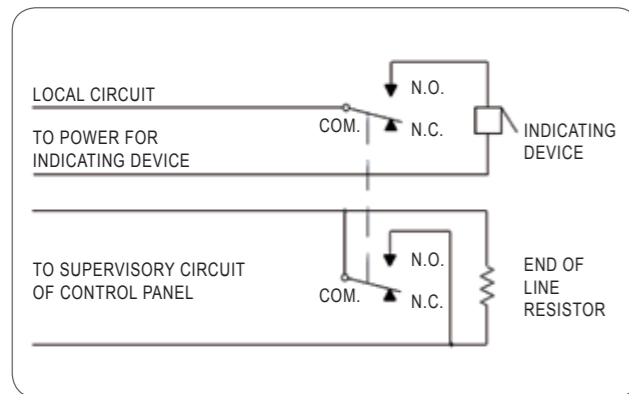 LOCAL CIRCUIT
TO POWER FOR
INDICATING DEVICE
COM.
N.O.
N.C.
INDICATING
DEVICE
TO SUPERVISORY CIRCUIT
OF CONTROL PANEL
COM.
N.O.
N.C.
END OF
LINE
RESISTOR